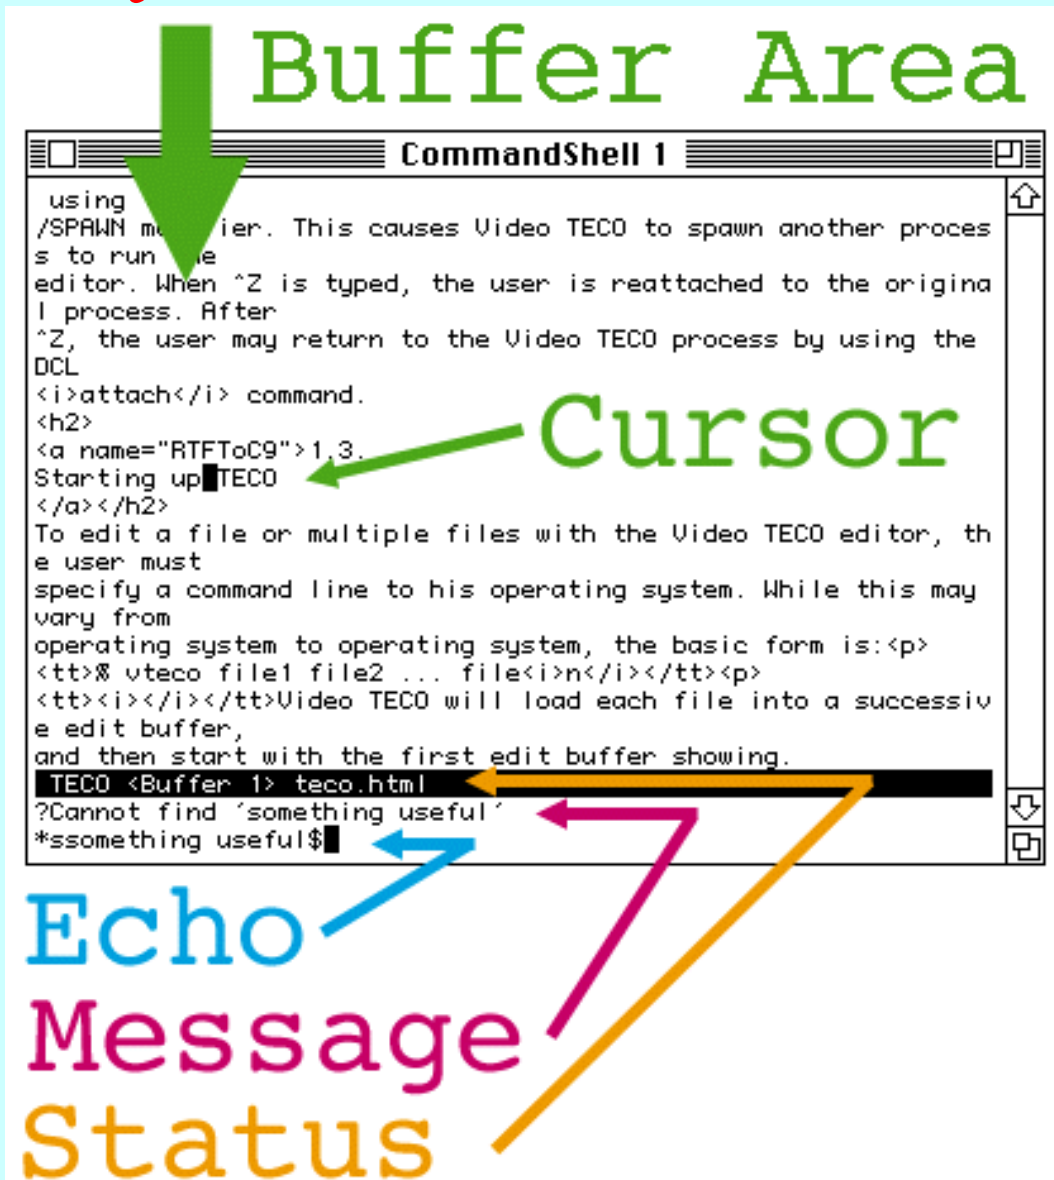 Buffer Area
CommandShell 1
using
/SPAWN ier. This causes Video TECO to spawn another proces
s to run
editor. When ^Z is typed, the user is reattached to the origina
l process. After
^Z, the user may return to the Video TECO process by using the
DCL
<i>attach</i> command.
<h2>
<a name="RTFToC9">1.3.
Starting up TECO
</a></h2>
To edit a file or multiple files with the Video TECO editor, th
e user must
specify a command line to his operating system. While this may
vary from
operating system to operating system, the basic form is:<p>
<tt>% vteco file1 file2 ... file<i>n</i></tt><p>
<tt><i></i></tt>Video TECO will load each file into a successiv
e edit buffer,
and then start with the first edit buffer showing.
TECO <Buffer 1> teco.html
?Cannot find 'something useful'
*ssomething useful$
Cursor
Echo
Message
Status